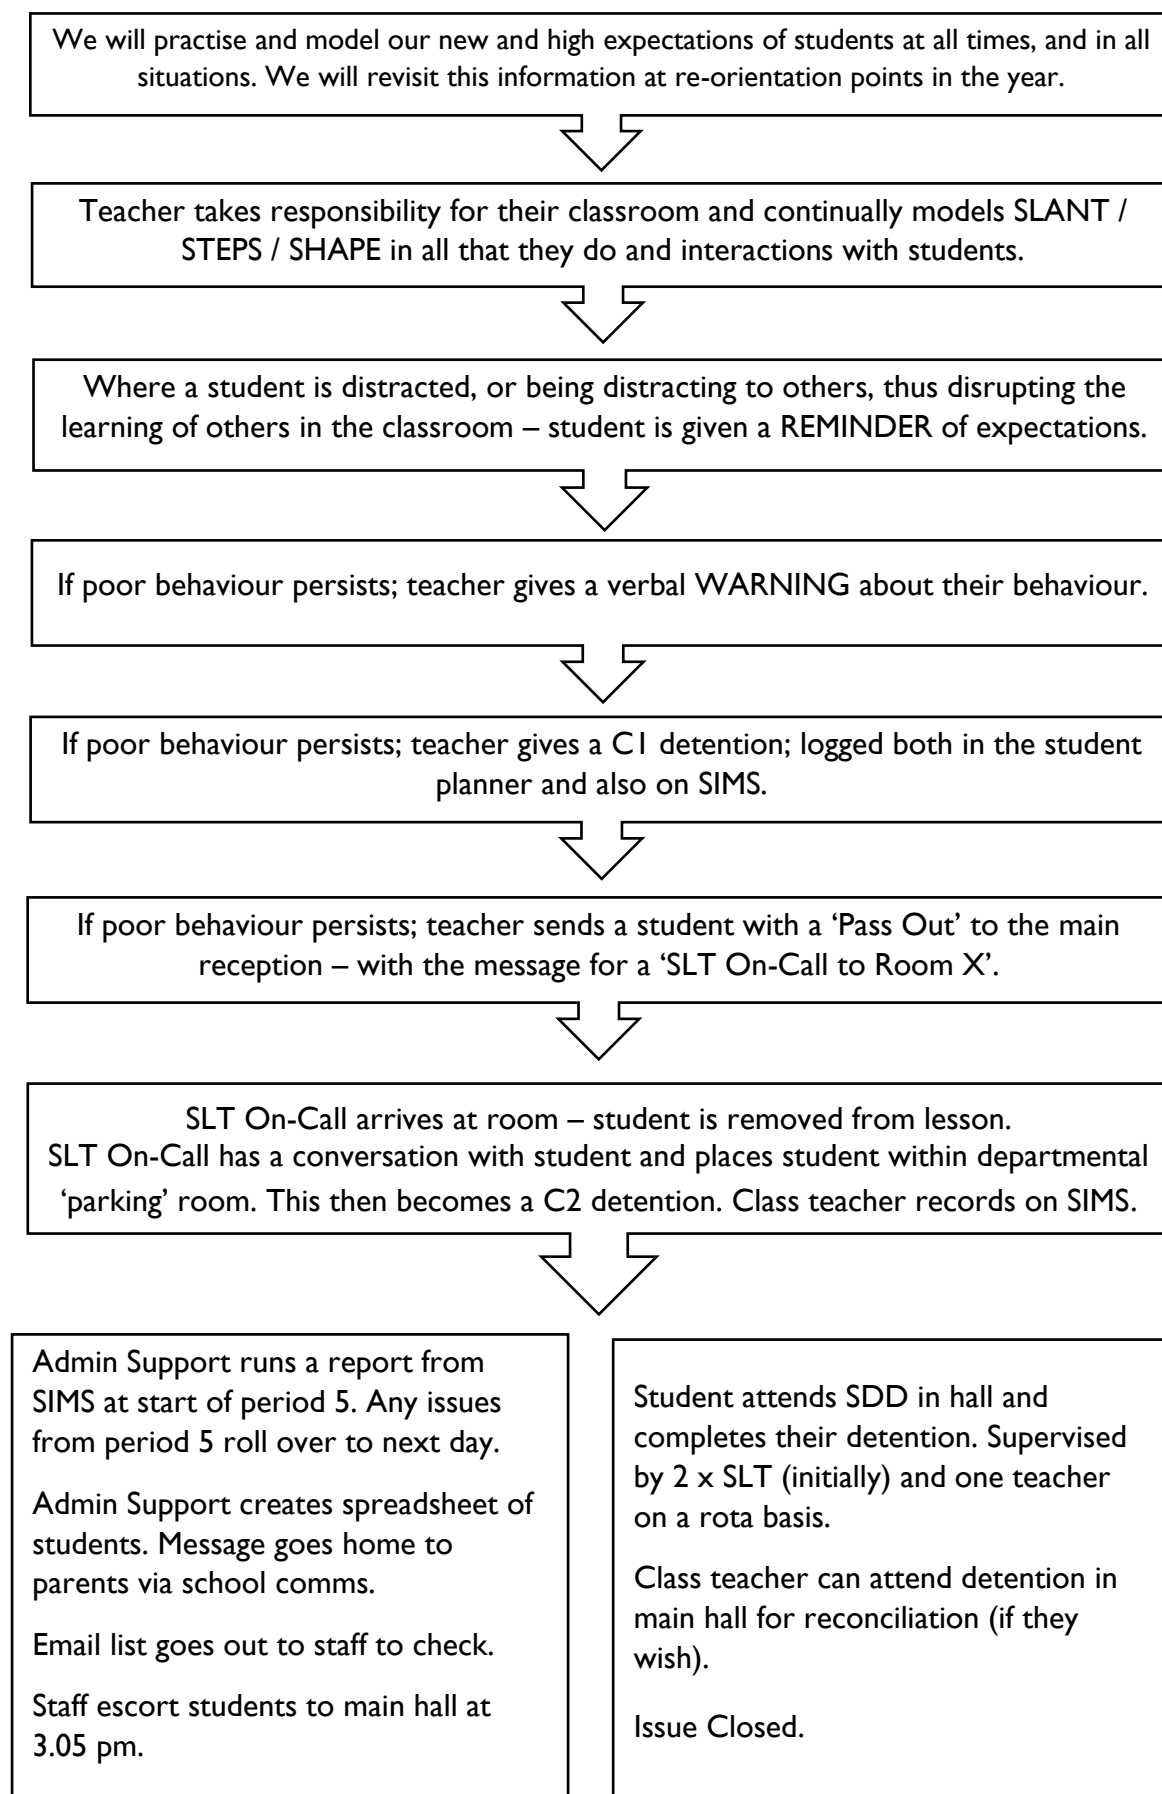 We will practise and model our new and high expectations of students at all times, and in all
situations. We will revisit this information at re-orientation points in the year.
Teacher takes responsibility for their classroom and continually models SLANT /
STEPS / SHAPE in all that they do and interactions with students.
Where a student is distracted, or being distracting to others, thus disrupting the
learning of others in the classroom – student is given a REMINDER of expectations.
If poor behaviour persists; teacher gives a verbal WARNING about their behaviour.
If poor behaviour persists; teacher gives a C1 detention; logged both in the student
planner and also on SIMS.
If poor behaviour persists; teacher sends a student with a ‘Pass Out’ to the main
reception – with the message for a ‘SLT On-Call to Room X’.
SLT On-Call arrives at room – student is removed from lesson.
SLT On-Call has a conversation with student and places student within departmental
‘parking’ room. This then becomes a C2 detention. Class teacher records on SIMS.
Admin Support runs a report from
SIMS at start of period 5. Any issues
from period 5 roll over to next day.
Admin Support creates spreadsheet of
students. Message goes home to
parents via school comms.
Email list goes out to staff to check.
Staff escort students to main hall at
3.05 pm.
Student attends SDD in hall and
completes their detention. Supervised
by 2 x SLT (initially) and one teacher
on a rota basis.
Class teacher can attend detention in
main hall for reconciliation (if they
wish).
Issue Closed.